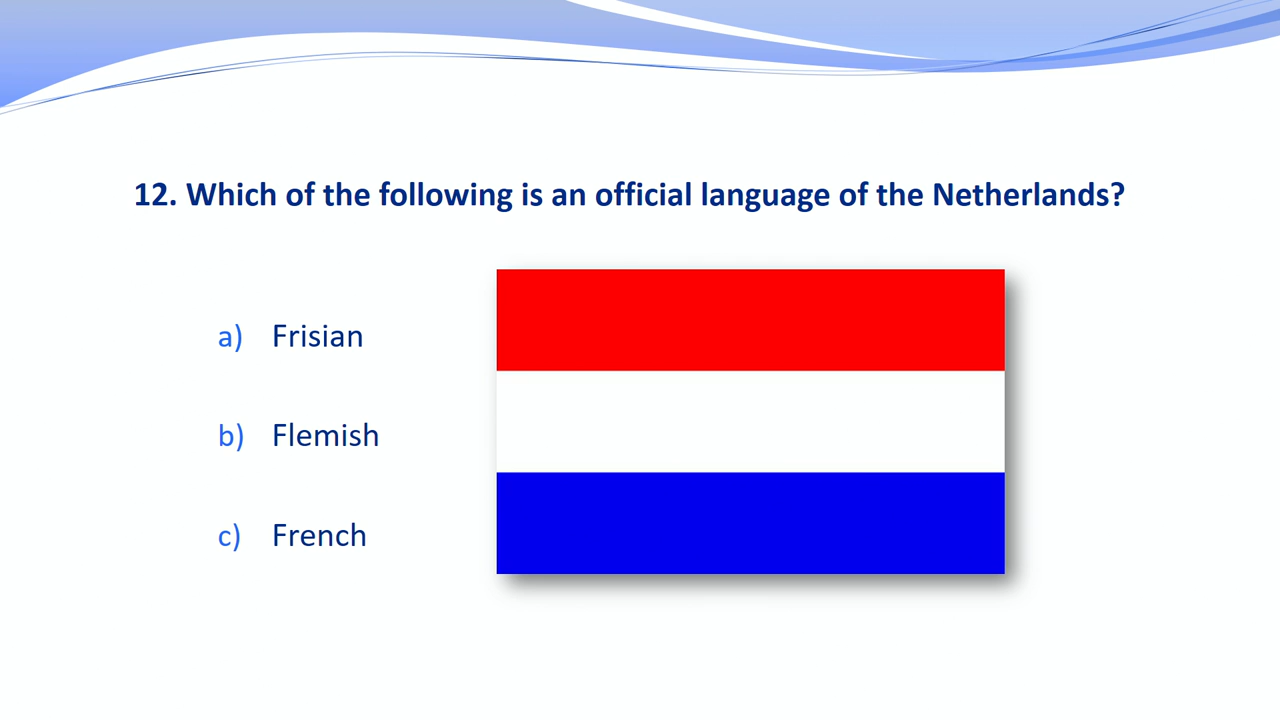 12. Which of the following is an official language of the Netherlands?
a) Frisian
b) Flemish
c) French